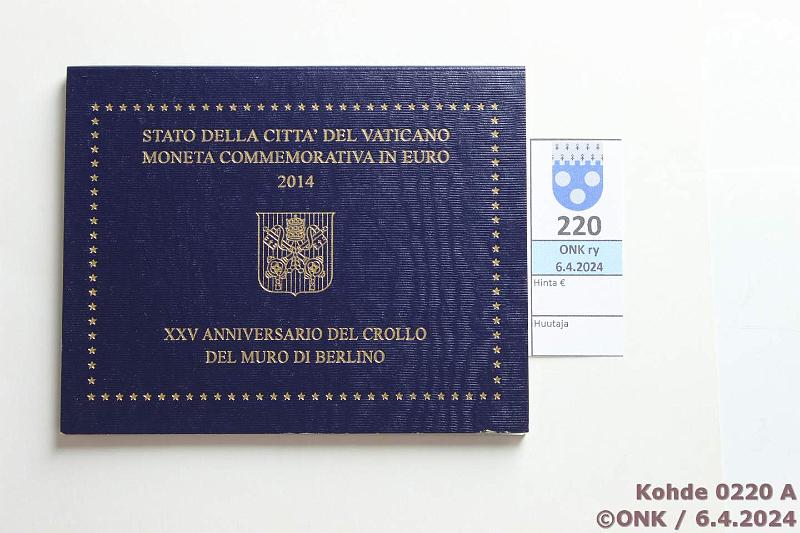 STATO DELLA CITTA' DEL VATICANO
MONETA COMMEMORATIVA IN EURO
2014
XXV ANNIVERSARIO DEL CROLLO
DEL MURO DI BERLINO
220
ONK ry
6.4.2024
Hinta €
Huutaja
Kohde 0220 A
©ONK / 6.4.2024